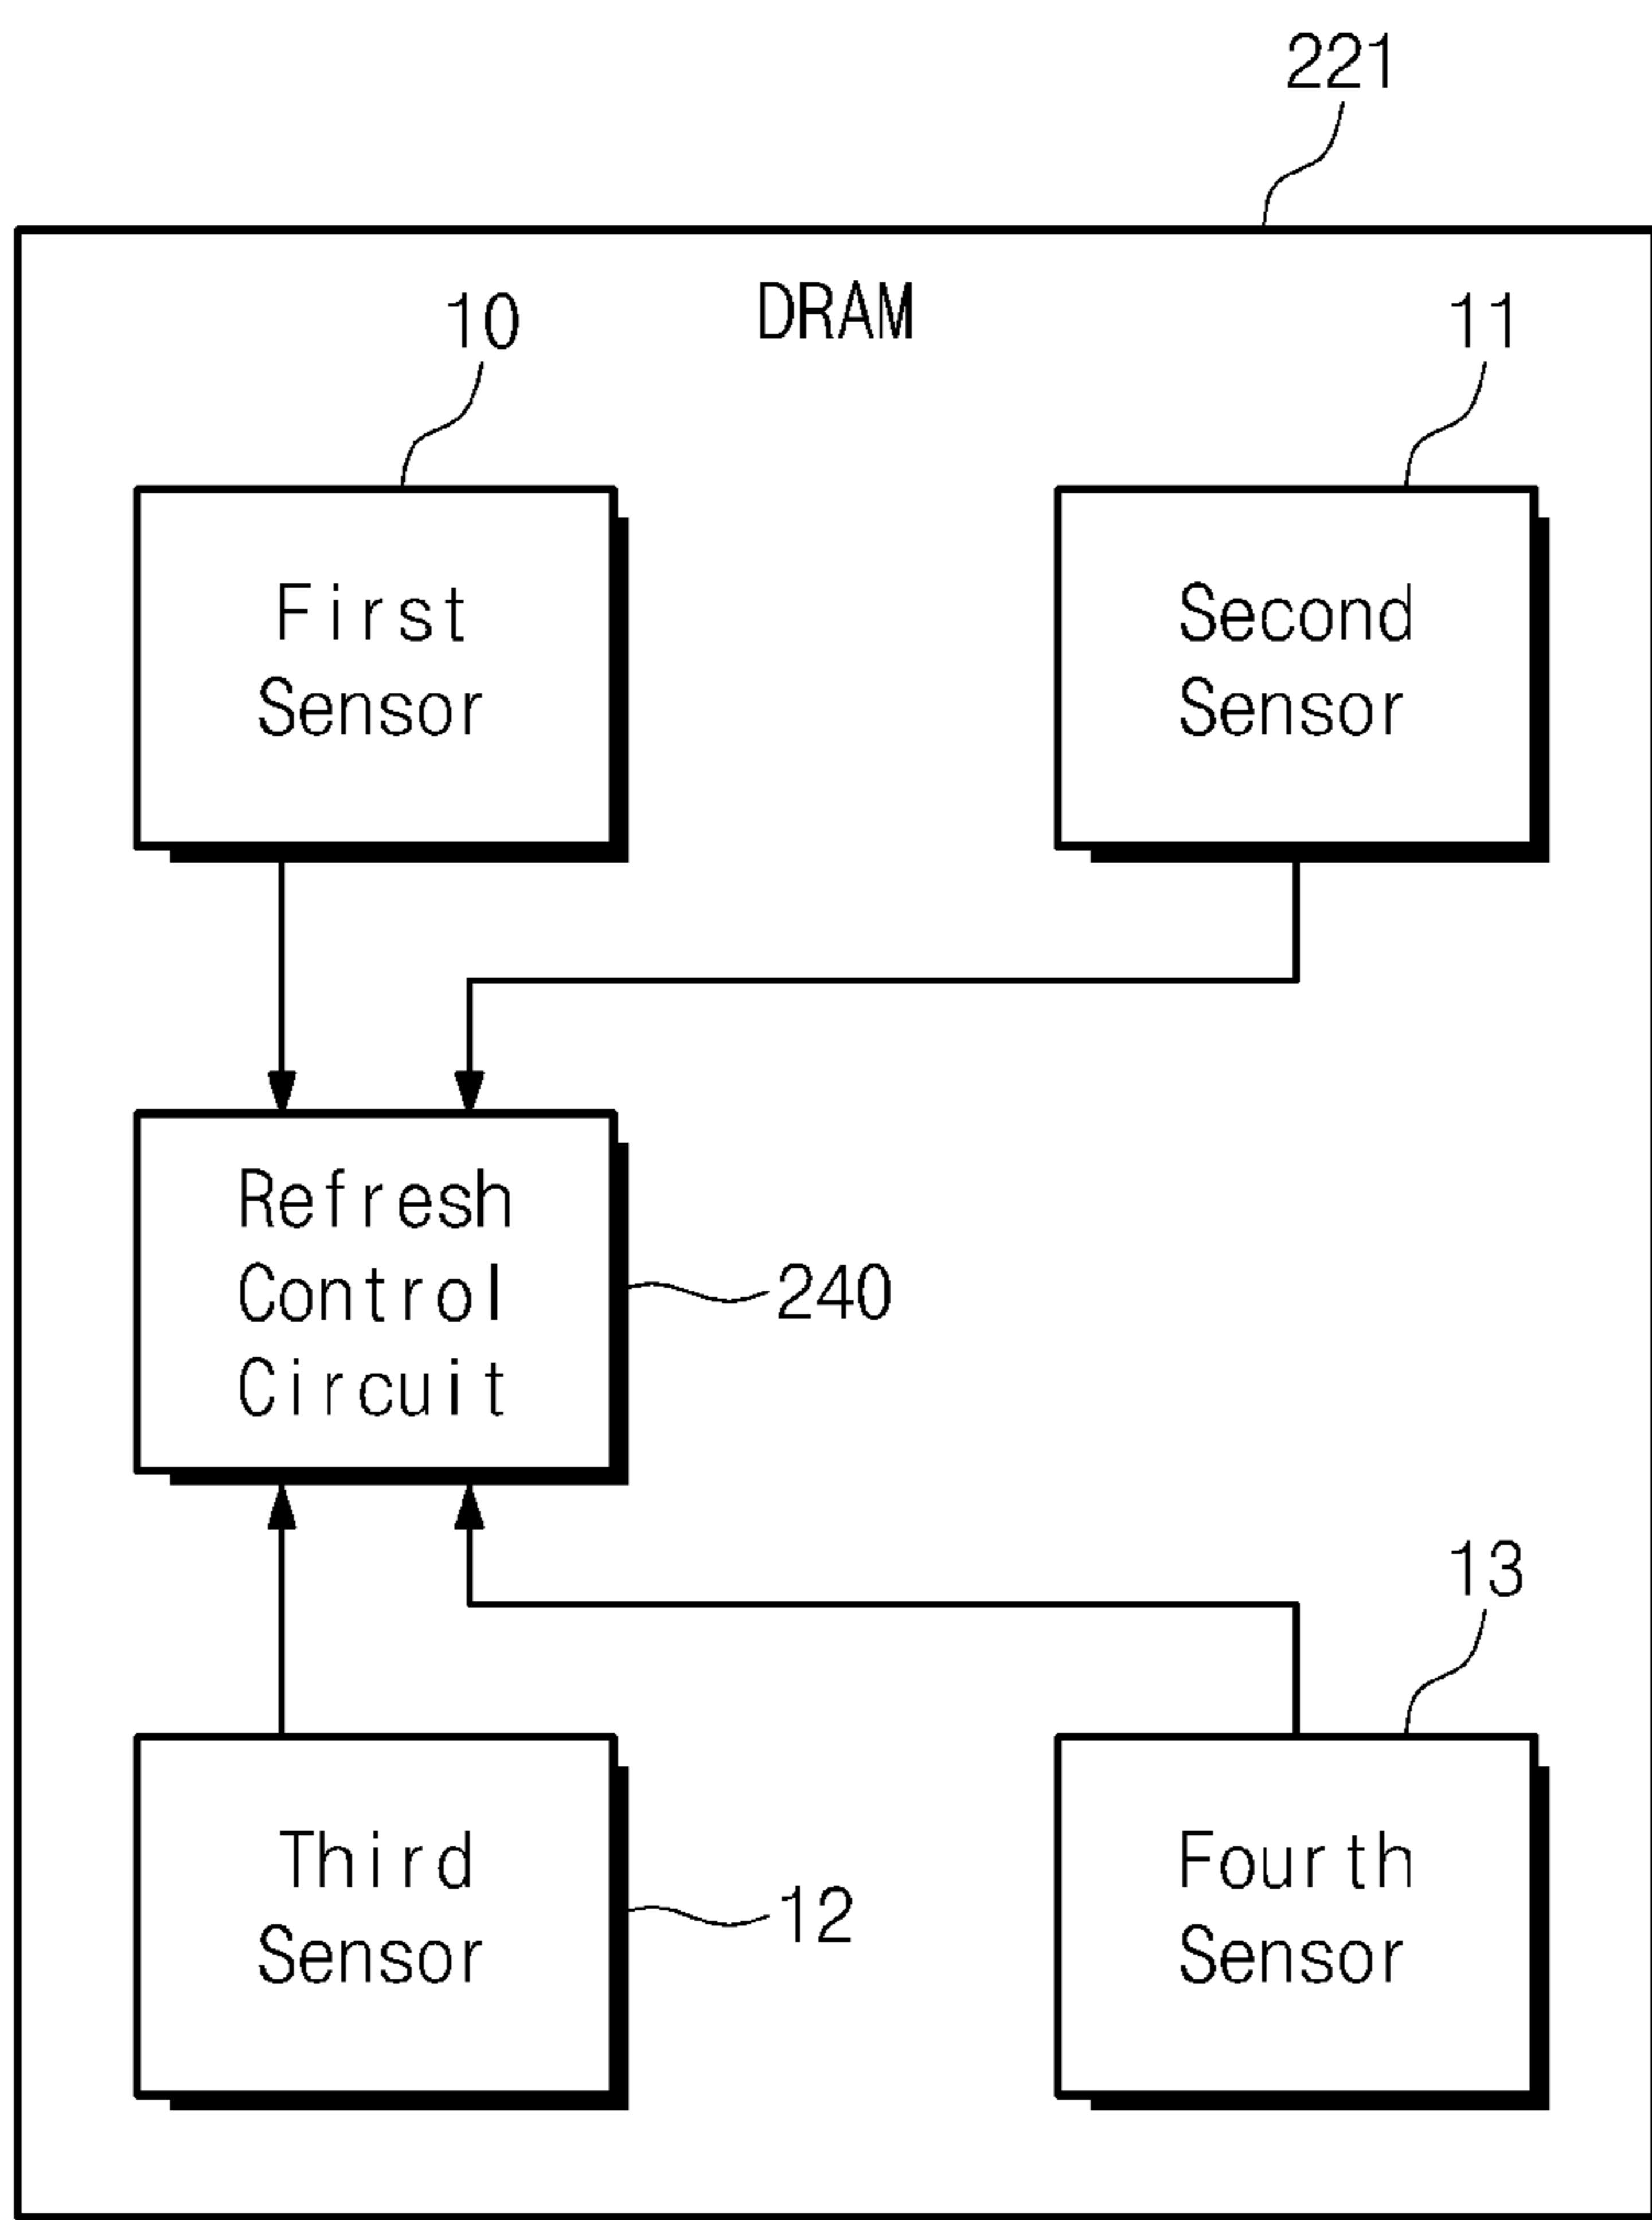 221
DRAM
10
11
First
Sensor
Second
Sensor
Refresh
Control
Circuit
240
13
Third
Sensor
12
Fourth
Sensor